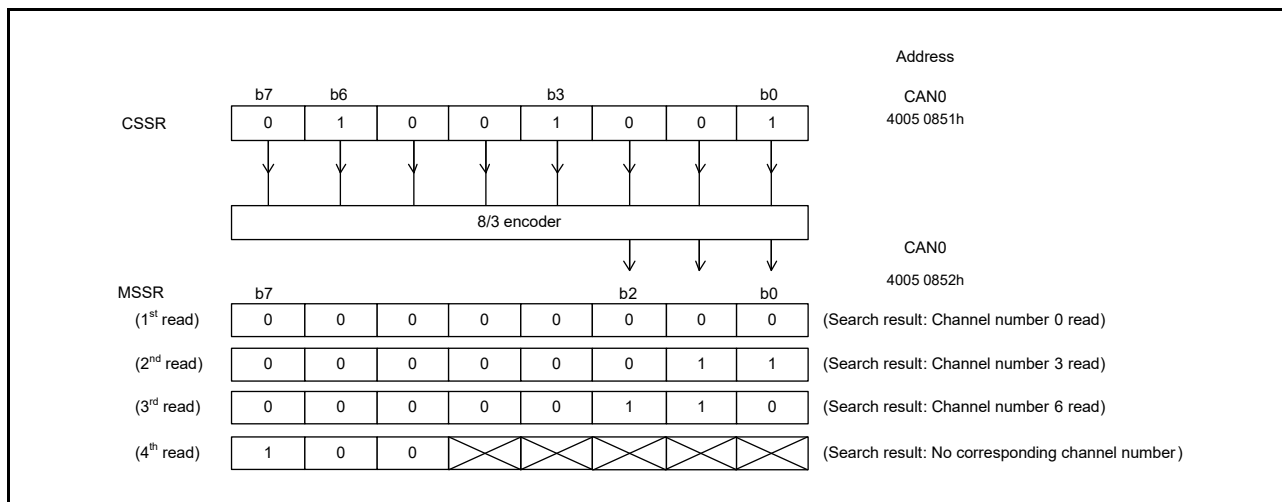 Address
b7 b6 b3 b0 CAN0
CSSR 0 1 0 0 1 0 0 1 4005 0851h
8/3 encoder
CAN0
4005 0852h
MSSR b7 b2 b0
(1st read) 0 0 0 0 0 0 0 0 (Search result: Channel number 0 read)
(2nd read) 0 0 0 0 0 0 1 1 (Search result: Channel number 3 read)
(3rd read) 0 0 0 0 0 1 1 0 (Search result: Channel number 6 read)
(4th read) 1 0 0 (Search result: No corresponding channel number)